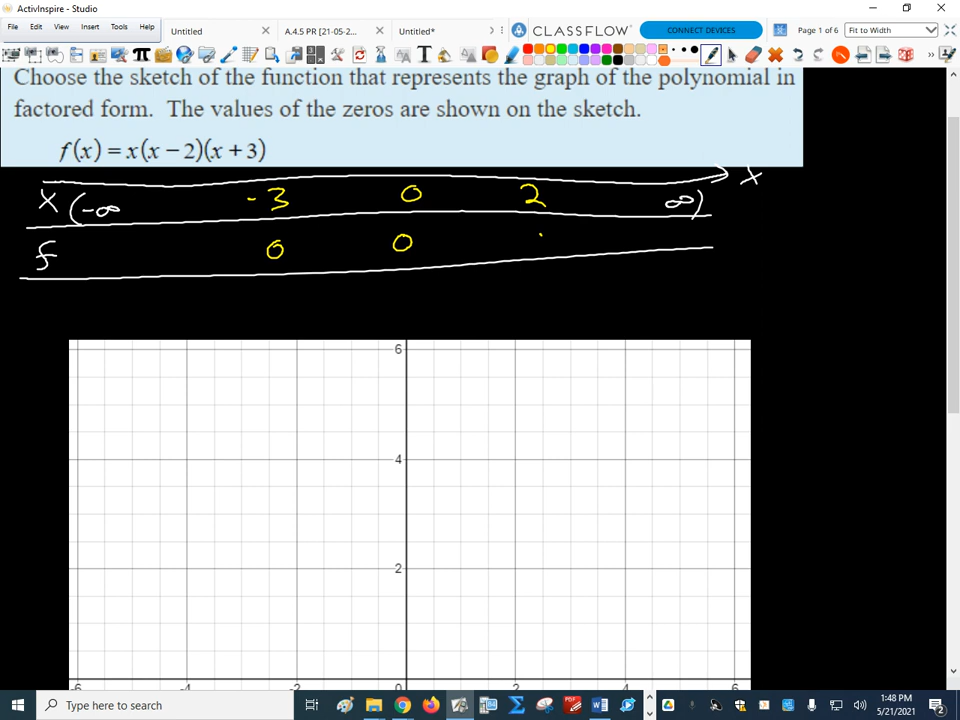 ActivInspire - Studio
File Edit View Insert Tools Help
Untitled A.4.5 PR [21-05-2... Untitled* CLASSFLOW CONNECT DEVICES Page 1 of 6 Fit to Width
Choose the sketch of the function that represents the graph of the polynomial in
factored form. The values of the zeros are shown on the sketch.
f(x) = x(x − 2)(x + 3)
x
x (-∞ -3 0 2 ∞)
f 0 0
6
4
2
-6 -4 -2 0 2 4 6
Type here to search
1:48 PM
5/21/2021
2